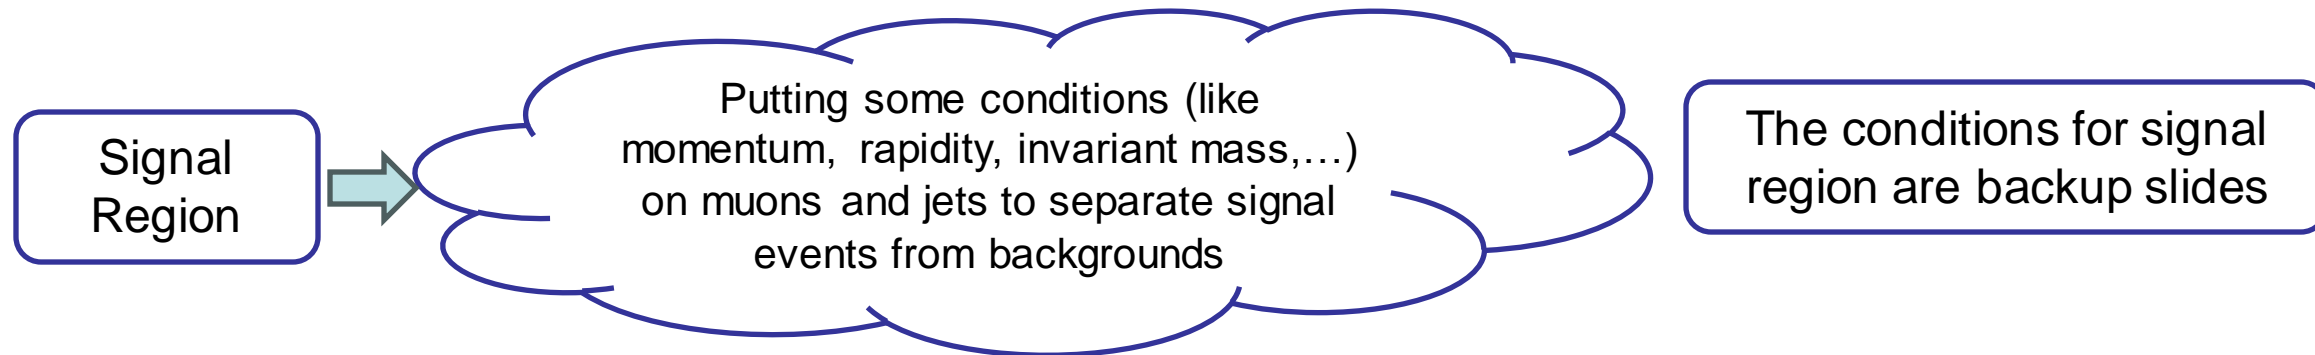 Signal
Region
Putting some conditions (like
momentum, rapidity, invariant mass,…)
on muons and jets to separate signal
events from backgrounds
The conditions for signal
region are backup slides